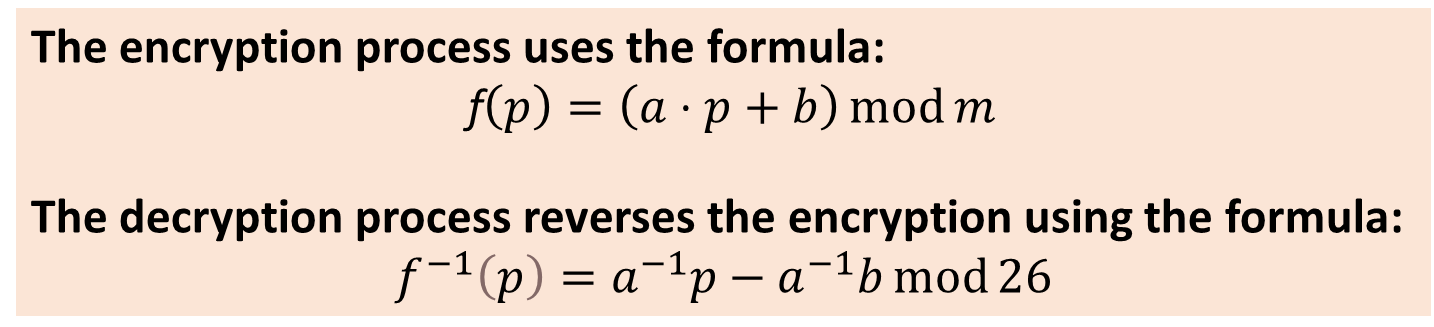 The encryption process uses the formula:
f(p) = (a · p + b) mod m
The decryption process reverses the encryption using the formula:
f⁻¹(p) = a⁻¹p − a⁻¹b mod 26